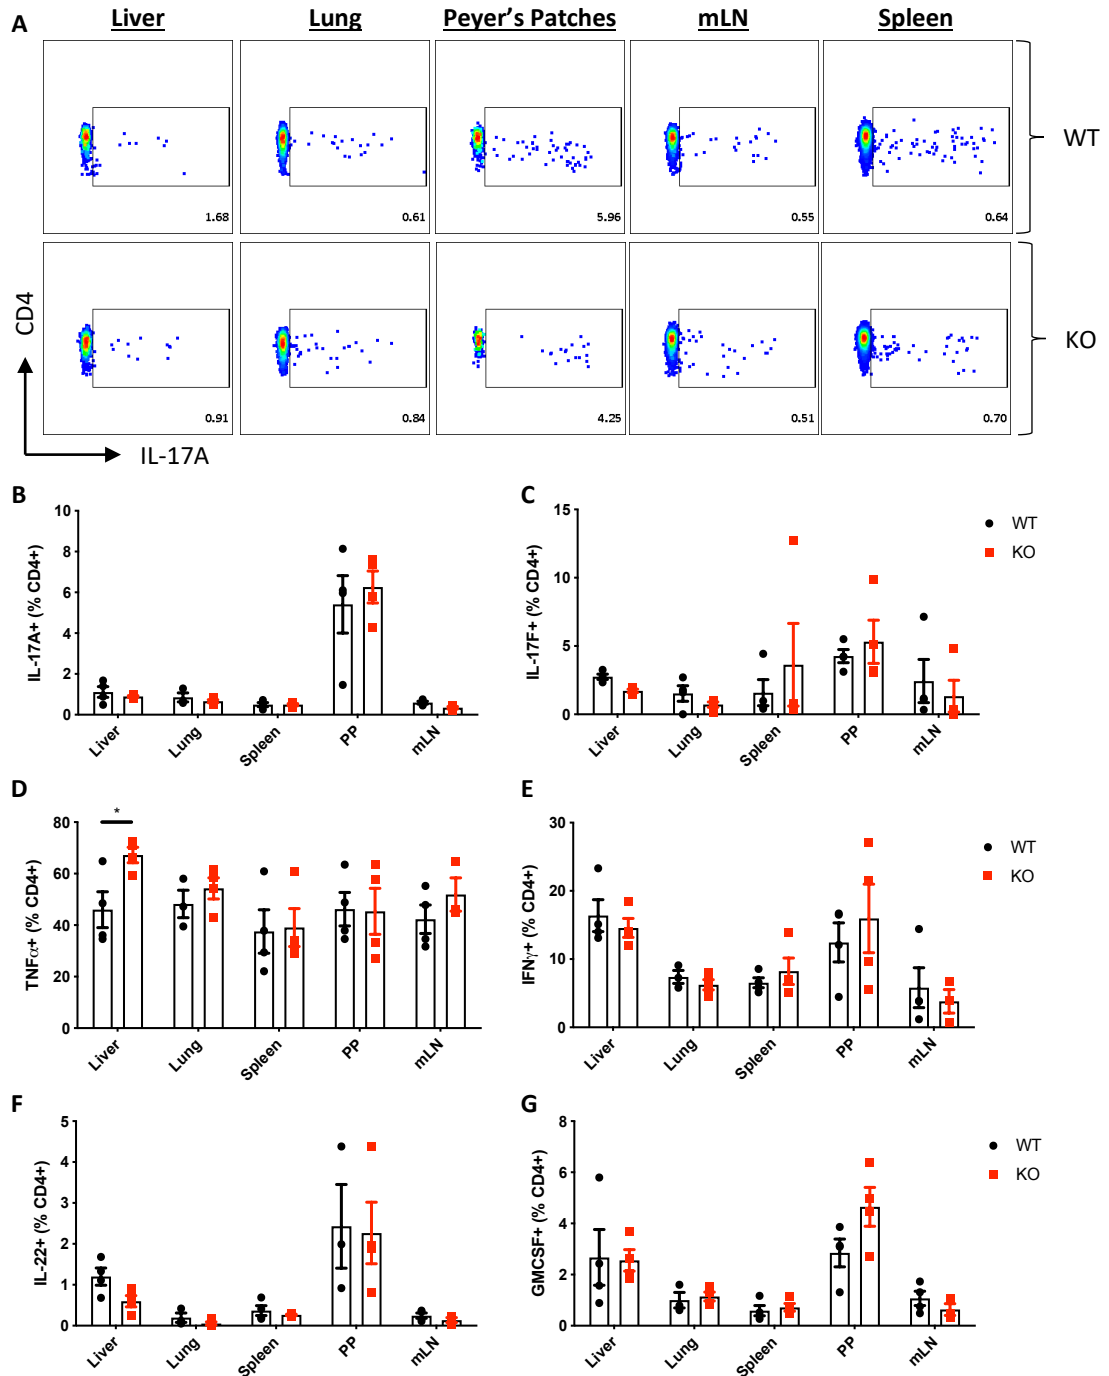 A
Liver Lung Peyer's Patches mLN Spleen
1.68 0.61 5.96 0.55 0.64
WT
0.91 0.84 4.25 0.51 0.70
KO
CD4
IL-17A
B
IL-17A+ (% CD4+)
10
8
6
4
2
0
Liver Lung Spleen PP mLN
C
IL-17F+ (% CD4+)
15
10
5
0
Liver Lung Spleen PP mLN
WT
KO
D
TNFα+ (% CD4+)
80
60
40
20
0
*
Liver Lung Spleen PP mLN
E
IFNγ+ (% CD4+)
30
20
10
0
Liver Lung Spleen PP mLN
WT
KO
F
IL-22+ (% CD4+)
5
4
3
2
1
0
Liver Lung Spleen PP mLN
G
GMCSF+ (% CD4+)
8
6
4
2
0
Liver Lung Spleen PP mLN
WT
KO